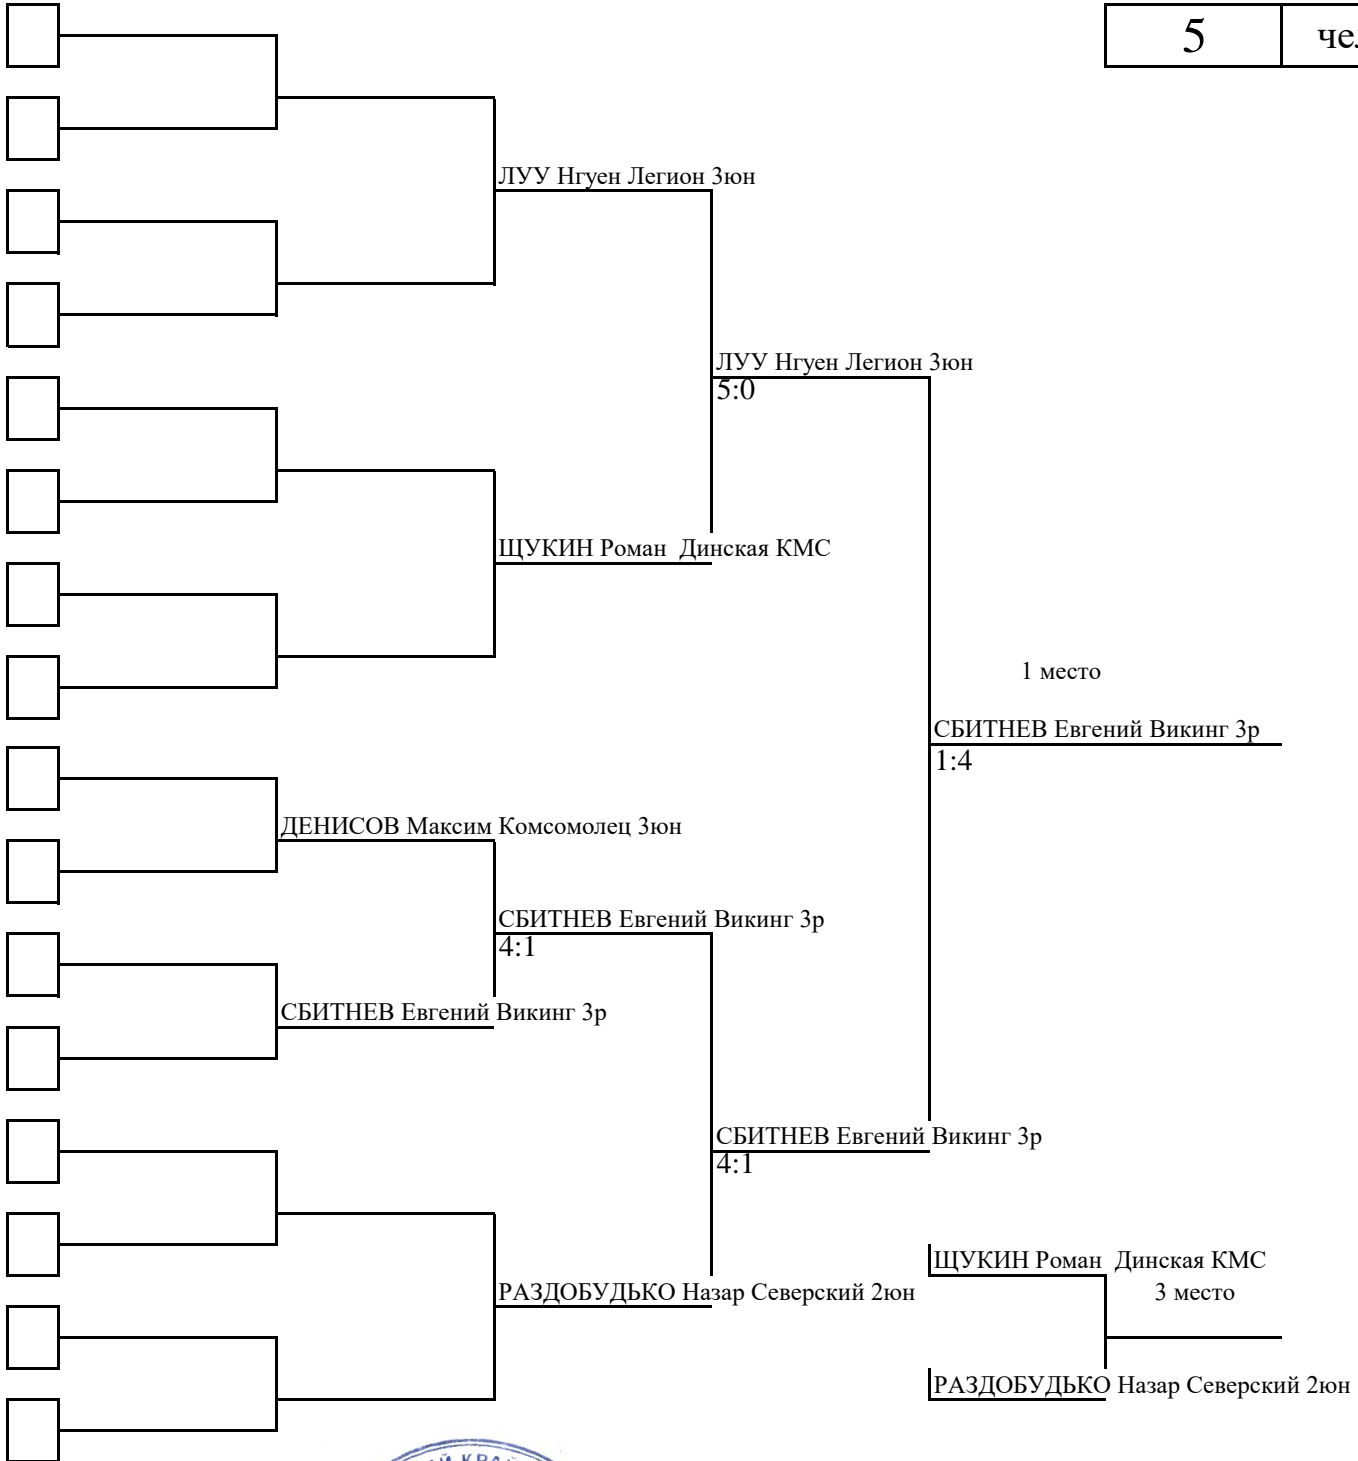 5 чел
ЛУУ Нгуен Легион 3юн
ЛУУ Нгуен Легион 3юн
5:0
ЩУКИН Роман Динская КМС
1 место
СБИТНЕВ Евгений Викинг 3р
1:4
ДЕНИСОВ Максим Комсомолец 3юн
СБИТНЕВ Евгений Викинг 3р
4:1
СБИТНЕВ Евгений Викинг 3р
СБИТНЕВ Евгений Викинг 3р
4:1
ЩУКИН Роман Динская КМС
РАЗДОБУДЬКО Назар Северский 2юн
3 место
РАЗДОБУДЬКО Назар Северский 2юн